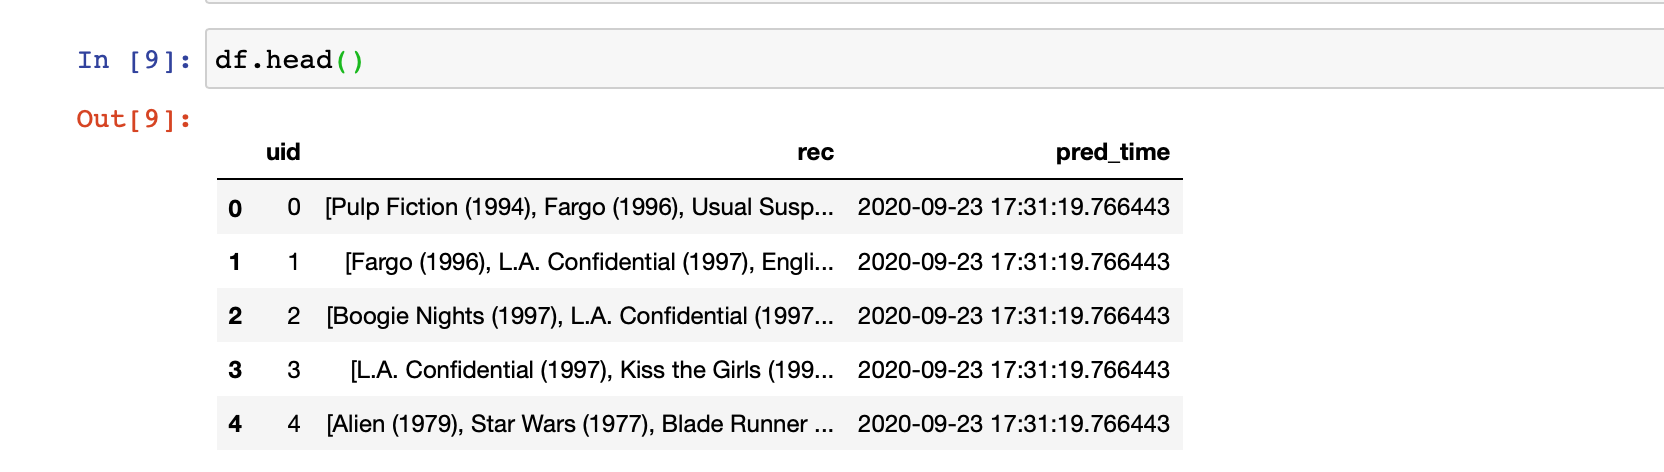 In [9]: df.head()
Out[9]:
uid rec pred_time
0 0 [Pulp Fiction (1994), Fargo (1996), Usual Susp... 2020-09-23 17:31:19.766443
1 1 [Fargo (1996), L.A. Confidential (1997), Engli... 2020-09-23 17:31:19.766443
2 2 [Boogie Nights (1997), L.A. Confidential (1997... 2020-09-23 17:31:19.766443
3 3 [L.A. Confidential (1997), Kiss the Girls (199... 2020-09-23 17:31:19.766443
4 4 [Alien (1979), Star Wars (1977), Blade Runner ... 2020-09-23 17:31:19.766443